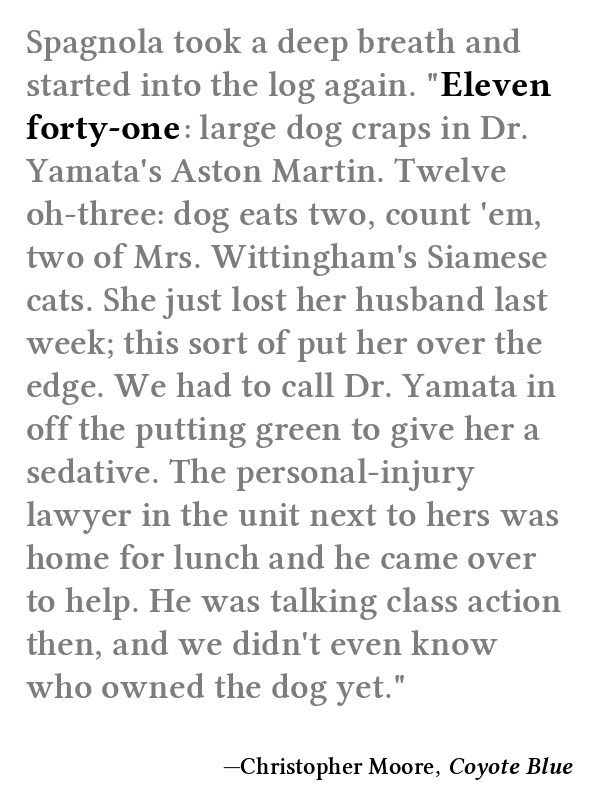 Spagnola took a deep breath and
started into the log again. "Eleven
forty-one: large dog craps in Dr.
Yamata's Aston Martin. Twelve
oh-three: dog eats two, count 'em,
two of Mrs. Wittingham's Siamese
cats. She just lost her husband last
week; this sort of put her over the
edge. We had to call Dr. Yamata in
off the putting green to give her a
sedative. The personal-injury
lawyer in the unit next to hers was
home for lunch and he came over
to help. He was talking class action
then, and we didn't even know
who owned the dog yet."
—Christopher Moore, Coyote Blue